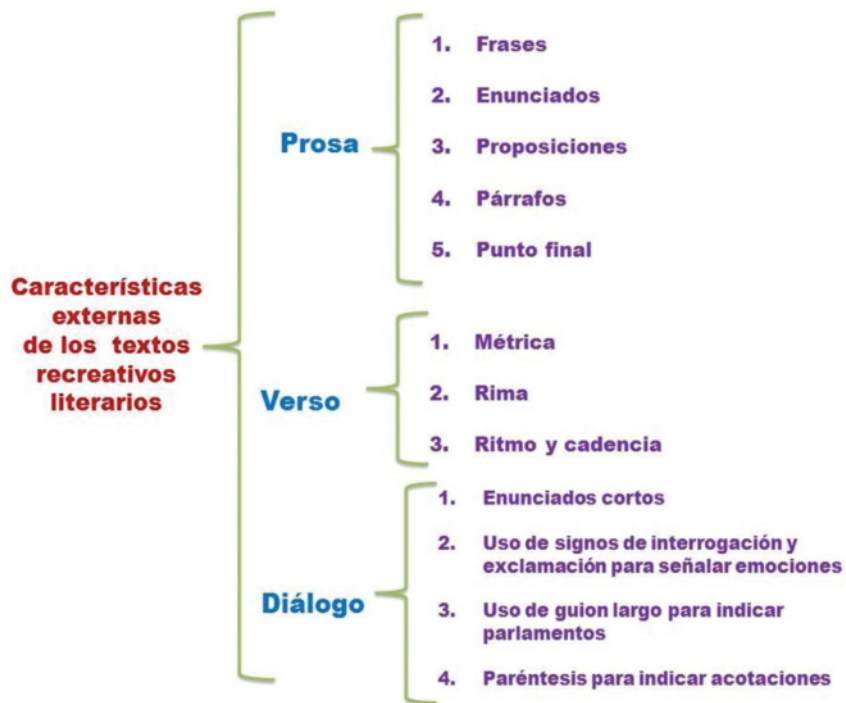 Características
externas
de los textos
recreativos
literarios
Prosa
1. Frases
2. Enunciados
3. Proposiciones
4. Párrafos
5. Punto final
Verso
1. Métrica
2. Rima
3. Ritmo y cadencia
Diálogo
1. Enunciados cortos
2. Uso de signos de interrogación y
exclamación para señalar emociones
3. Uso de guion largo para indicar
parlamentos
4. Paréntesis para indicar acotaciones